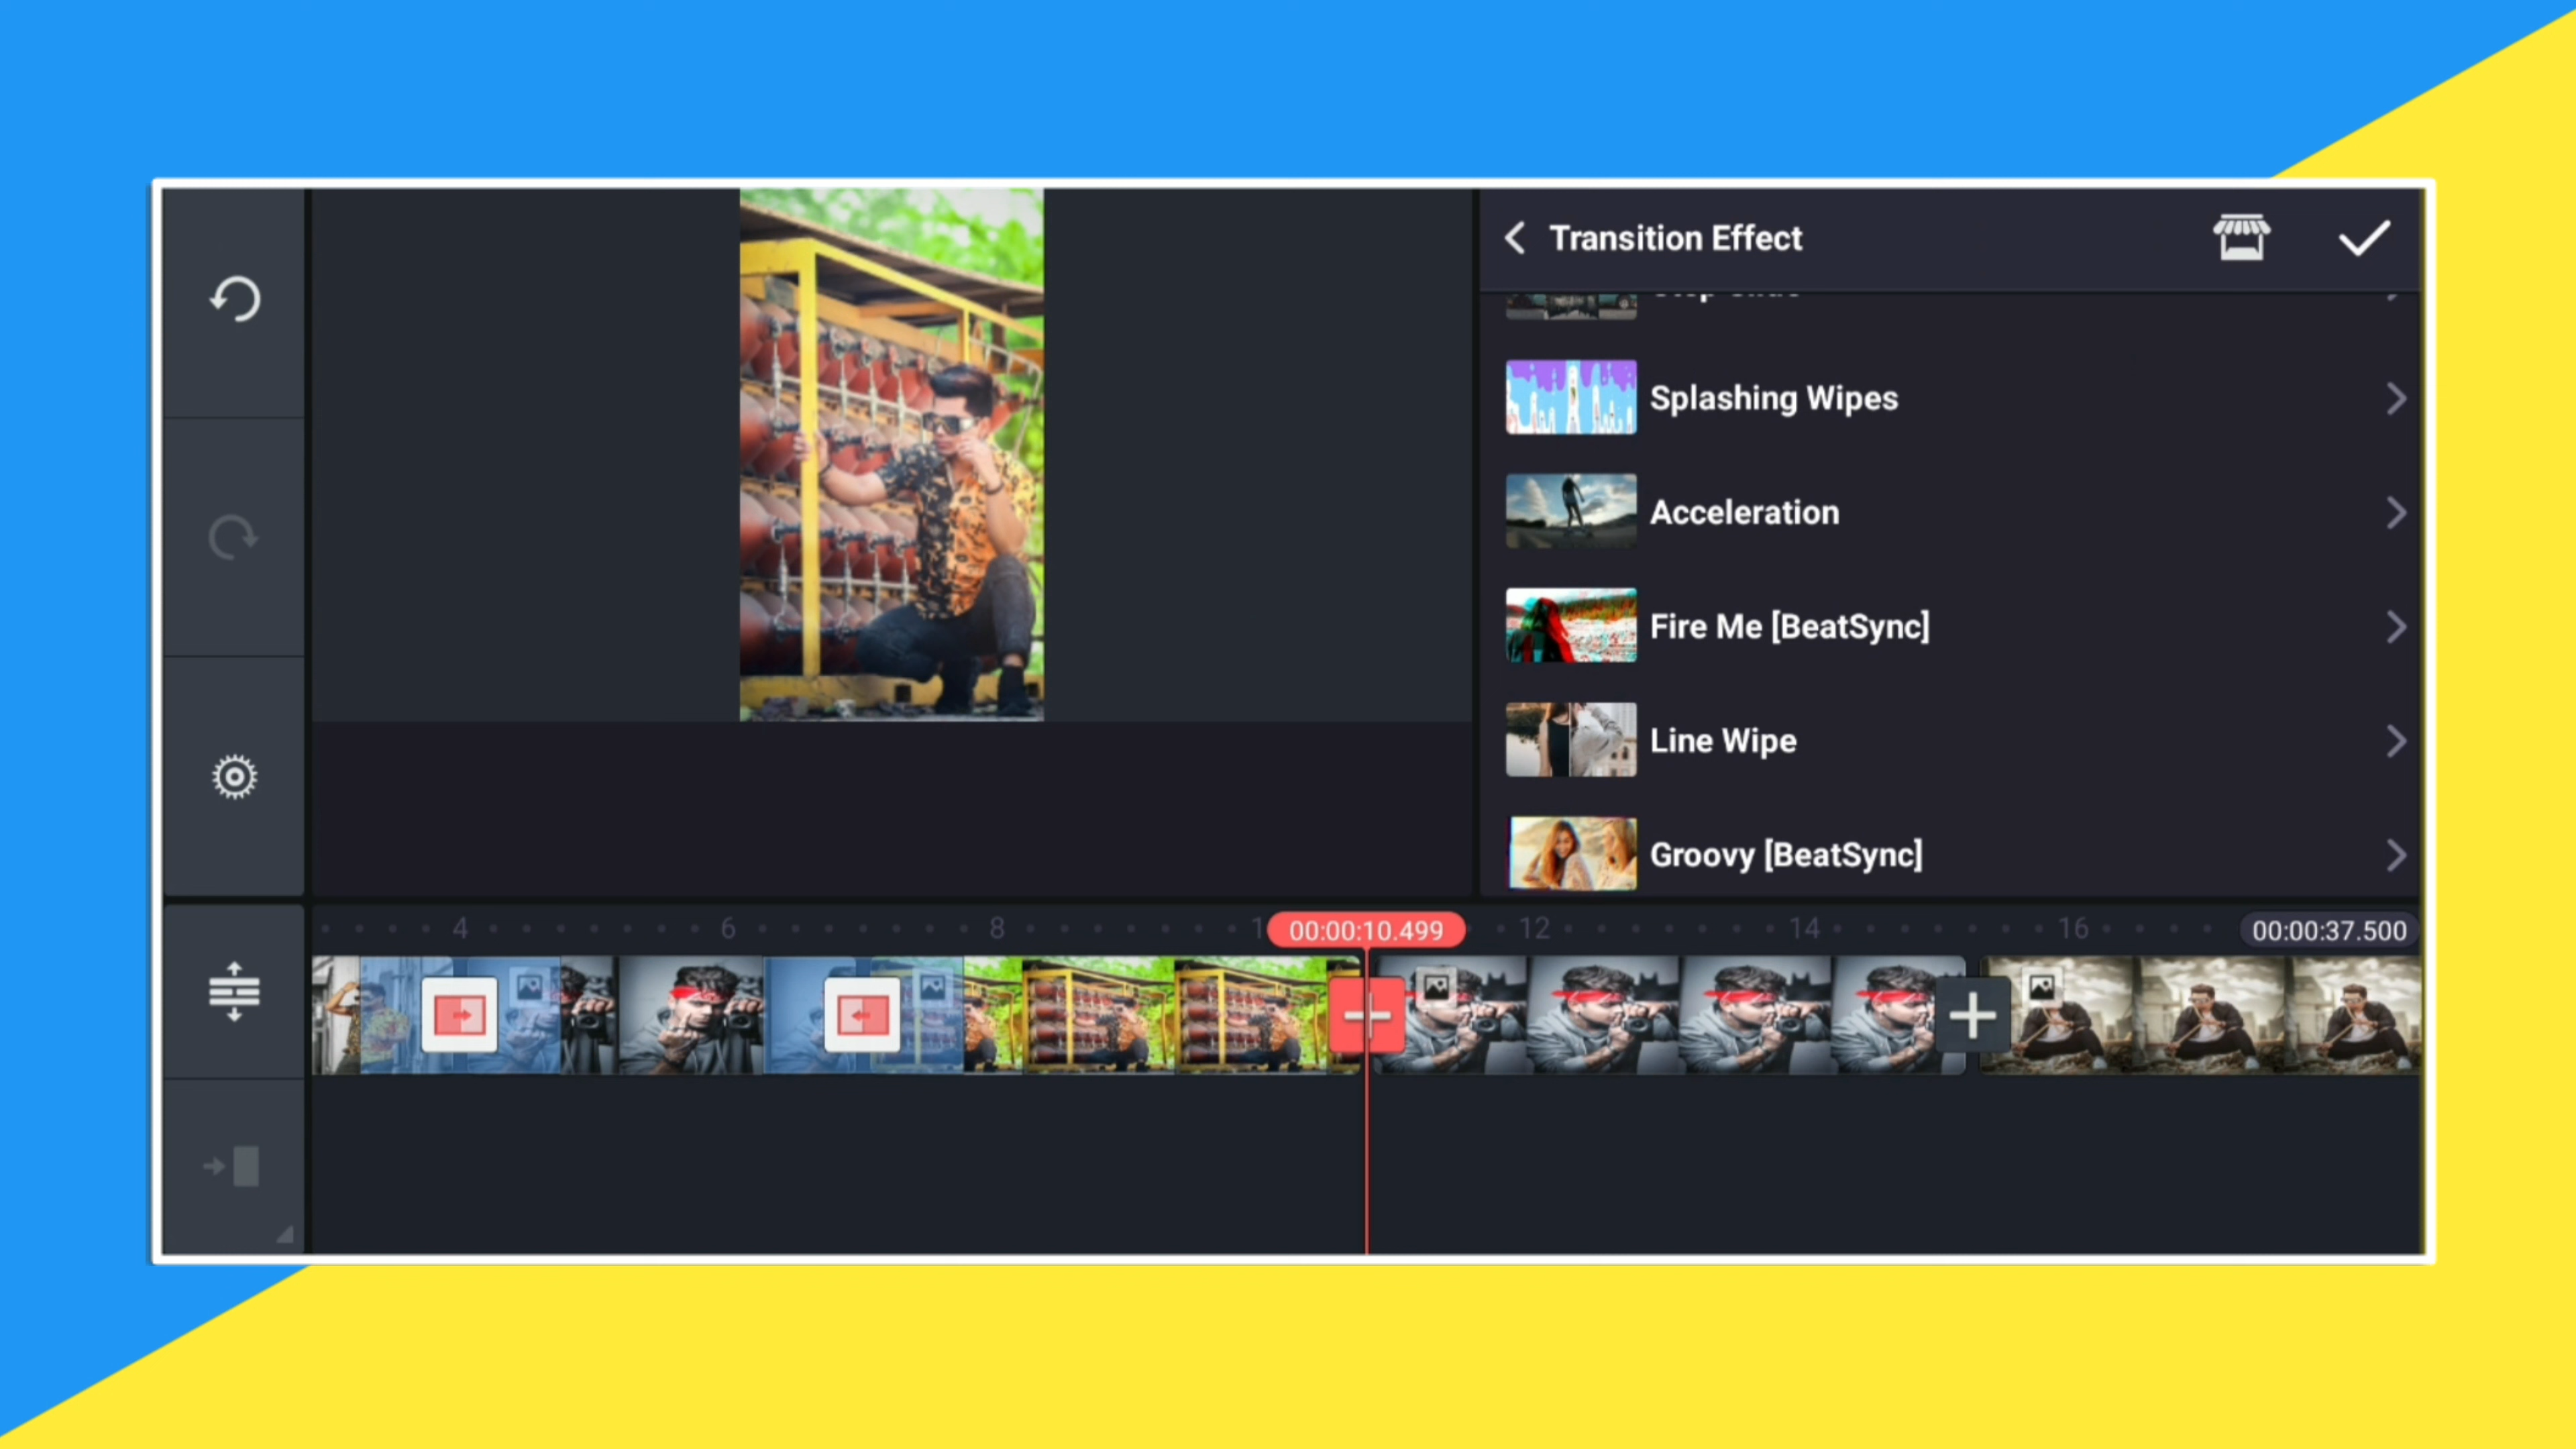 Transition Effect
Splashing Wipes
Acceleration
Fire Me [BeatSync]
Line Wipe
Groovy [BeatSync]
4
6
8
00:00:10.499
12
14
16
00:00:37.500